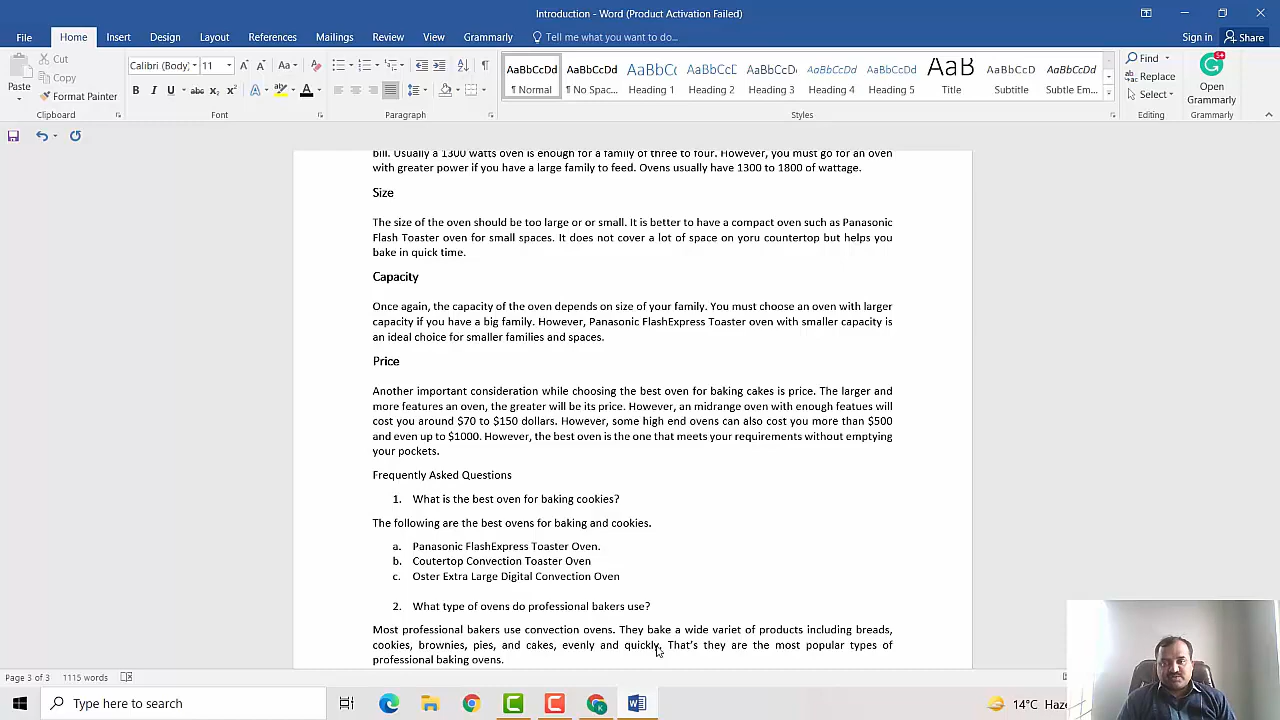 Introduction - Word (Product Activation Failed)
File Home Insert Design Layout References Mailings Review View Grammarly Tell me what you want to do... Sign in Share
Paste Cut Copy Format Painter
Calibri (Body) 11 Aa
B I U abc x2 x2 A A
AaBbCcDd AaBbCcDd AaBbCc AaBbCcD AaBbCcD AaBbCcDd AaBbCcDd AaB AaBbCcD AaBbCcDd
¶ Normal ¶ No Spac... Heading 1 Heading 2 Heading 3 Heading 4 Heading 5 Title Subtitle Subtle Em...
Find Replace Select
Open Grammarly
Clipboard Font Paragraph Styles Editing Grammarly
bill. Usually a 1300 watts oven is enough for a family of three to four. However, you must go for an oven
with greater power if you have a large family to feed. Ovens usually have 1300 to 1800 of wattage.
Size
The size of the oven should be too large or or small. It is better to have a compact oven such as Panasonic
Flash Toaster oven for small spaces. It does not cover a lot of space on yoru countertop but helps you
bake in quick time.
Capacity
Once again, the capacity of the oven depends on size of your family. You must choose an oven with larger
capacity if you have a big family. However, Panasonic FlashExpress Toaster oven with smaller capacity is
an ideal choice for smaller families and spaces.
Price
Another important consideration while choosing the best oven for baking cakes is price. The larger and
more features an oven, the greater will be its price. However, an midrange oven with enough featues will
cost you around $70 to $150 dollars. However, some high end ovens can also cost you more than $500
and even up to $1000. However, the best oven is the one that meets your requirements without emptying
your pockets.
Frequently Asked Questions
1. What is the best oven for baking cookies?
The following are the best ovens for baking and cookies.
a. Panasonic FlashExpress Toaster Oven.
b. Coutertop Convection Toaster Oven
c. Oster Extra Large Digital Convection Oven
2. What type of ovens do professional bakers use?
Most professional bakers use convection ovens. They bake a wide variet of products including breads,
cookies, brownies, pies, and cakes, evenly and quickly. That's they are the most popular types of
professional baking ovens.
Page 3 of 3 1115 words
Type here to search
14°C Haze